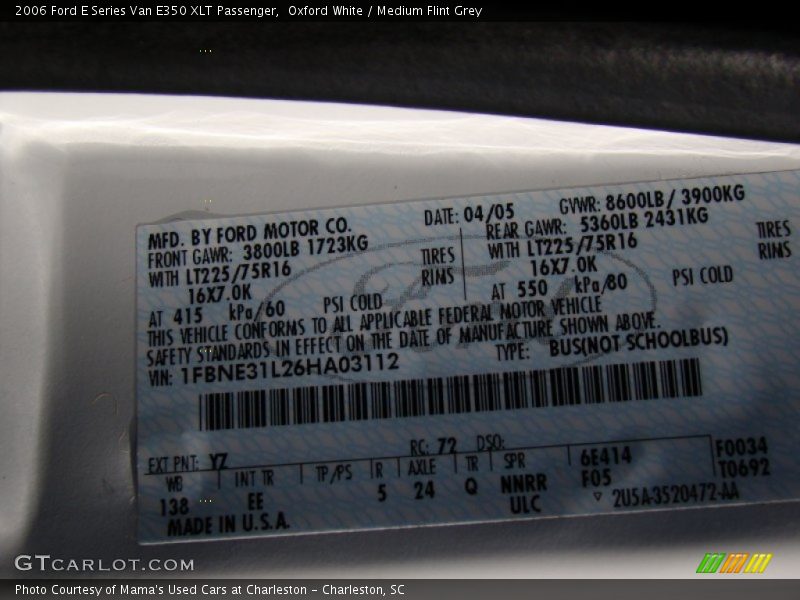 2006 Ford E Series Van E350 XLT Passenger,  Oxford White / Medium Flint Grey
MFD. BY FORD MOTOR CO. DATE: 04/05 GVWR: 8600LB/ 3900KG
FRONT GAWR: 3800LB 1723KG REAR GAWR: 5360LB 2431KG
WITH LT225/75R16 TIRES WITH LT225/75R16 TIRES
16X7.0K RIMS 16X7.0K RIMS
AT 415 kPa/60 PSI COLD AT 550 kPa/80 PSI COLD
THIS VEHICLE CONFORMS TO ALL APPLICABLE FEDERAL MOTOR VEHICLE
SAFETY STANDARDS IN EFFECT ON THE DATE OF MANUFACTURE SHOWN ABOVE.
VIN: 1FBNE31L26HA03112 TYPE: BUS(NOT SCHOOLBUS)
EXT PNT: YZ RC: 72 DSO:
WB INT TR TP/PS R AXLE TR SPR 6E414 F0034
138 EE 5 24 Q NNRR F05 T0692
ULC 2U5A-3520472-AA
MADE IN U.S.A.
GTCARLOT.COM
Photo Courtesy of Mama's Used Cars at Charleston - Charleston, SC